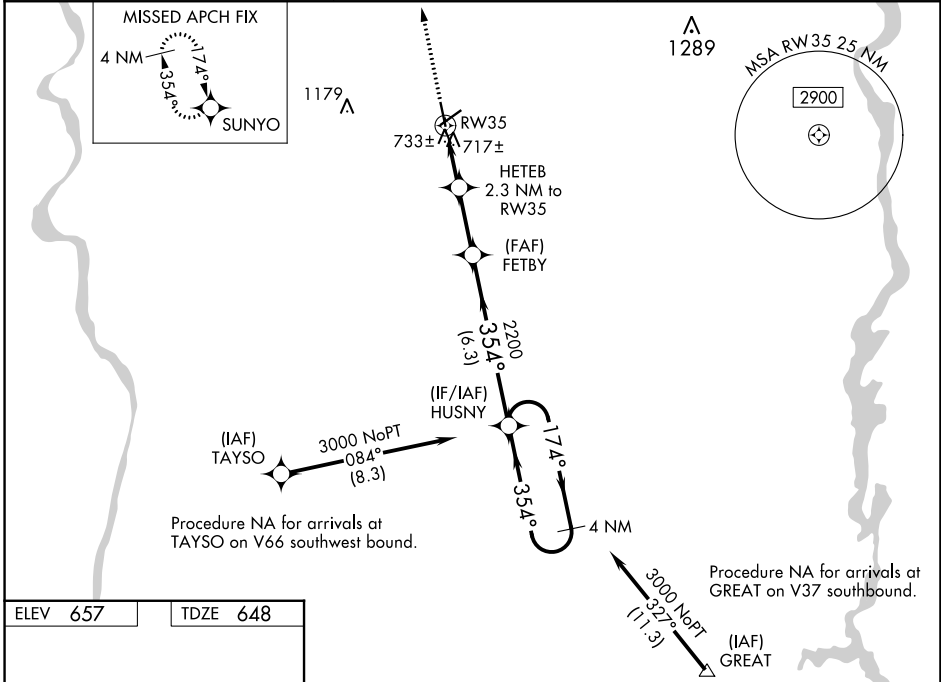 MISSED APCH FIX
4 NM
174°
354°
SUNYO
1179
1289
MSA RW35 25 NM
2900
RW35
733±
717±
HETEB
2.3 NM to
RW35
(FAF)
FETBY
2200
354°
(6.3)
(IF/IAF)
HUSNY
(IAF)
TAYSO
3000 NoPT
084°
(8.3)
174°
354°
4 NM
Procedure NA for arrivals at
TAYSO on V66 southwest bound.
3000 NoPT
327°
(11.3)
Procedure NA for arrivals at
GREAT on V37 southbound.
(IAF)
GREAT
ELEV 657
TDZE 648